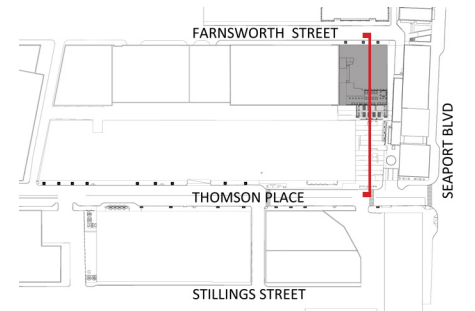 FARNSWORTH STREET
SEAPORT BLVD
THOMSON PLACE
STILLINGS STREET